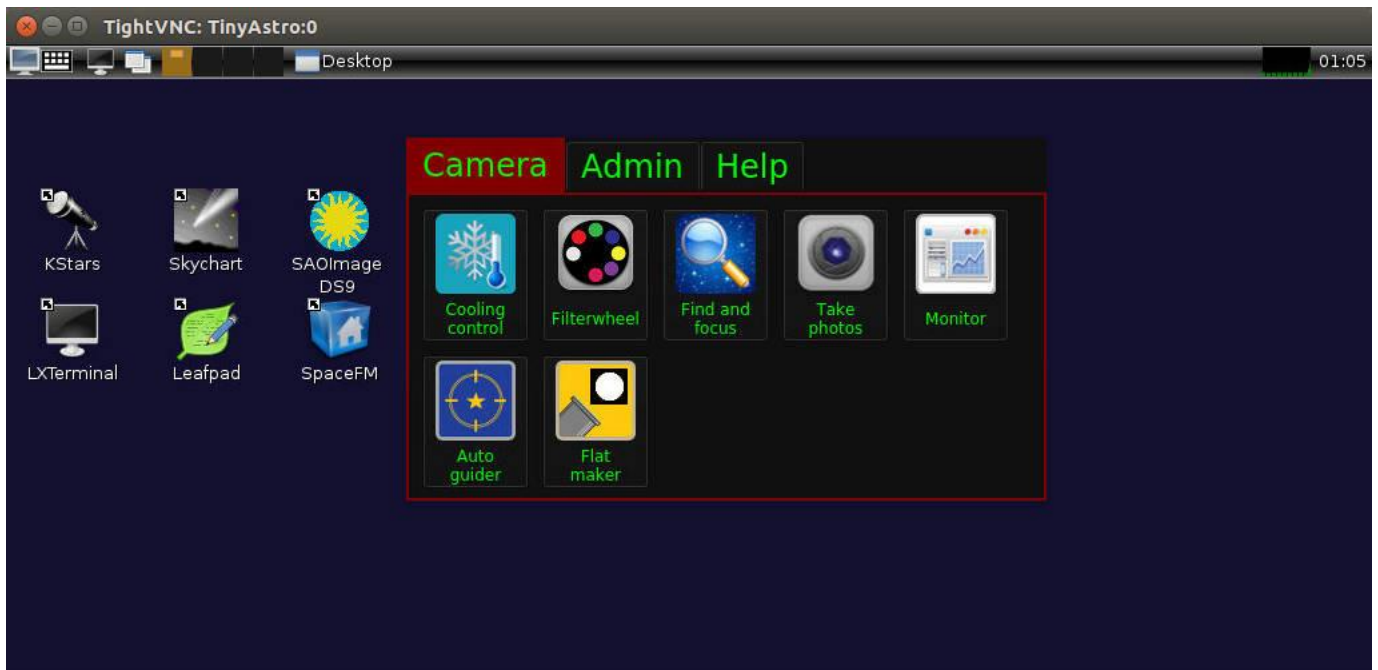 TightVNC: TinyAstro:0
Desktop
01:05
Camera
Admin
Help
KStars
Skychart
SAOImage
DS9
LXTerminal
Leafpad
SpaceFM
Cooling
control
Filterwheel
Find and
focus
Take
photos
Monitor
Auto
guider
Flat
maker